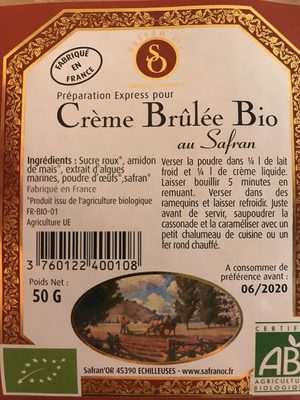 FABRIQUÉ
EN
FRANCE
Safran'Or
Préparation Express pour
Crème Brûlée Bio
au Safran
Ingrédients : Sucre roux*, amidon
de maïs*, extrait d'algues
marines, poudre d'œufs*,safran*
Fabriqué en France
*Produit issu de l'agriculture biologique
FR-BIO-01
Agriculture UE
Verser la poudre dans ¼ l de lait
froid et ¼ l de crème liquide.
Laisser bouillir 5 minutes en
remuant. Verser dans des
ramequins et laisser refroidir. Juste
avant de servir, saupoudrer la
cassonade et la caraméliser avec un
petit chalumeau de cuisine ou un
fer rond chauffé.
3 760122 400108
Poids Net :
50 G
A consommer de
préférence avant :
06/2020
CERTIFIÉ
AB
AGRICULTURE
BIOLOGIQUE
Safran'OR 45390 ECHILLEUSES - www.safranor.fr